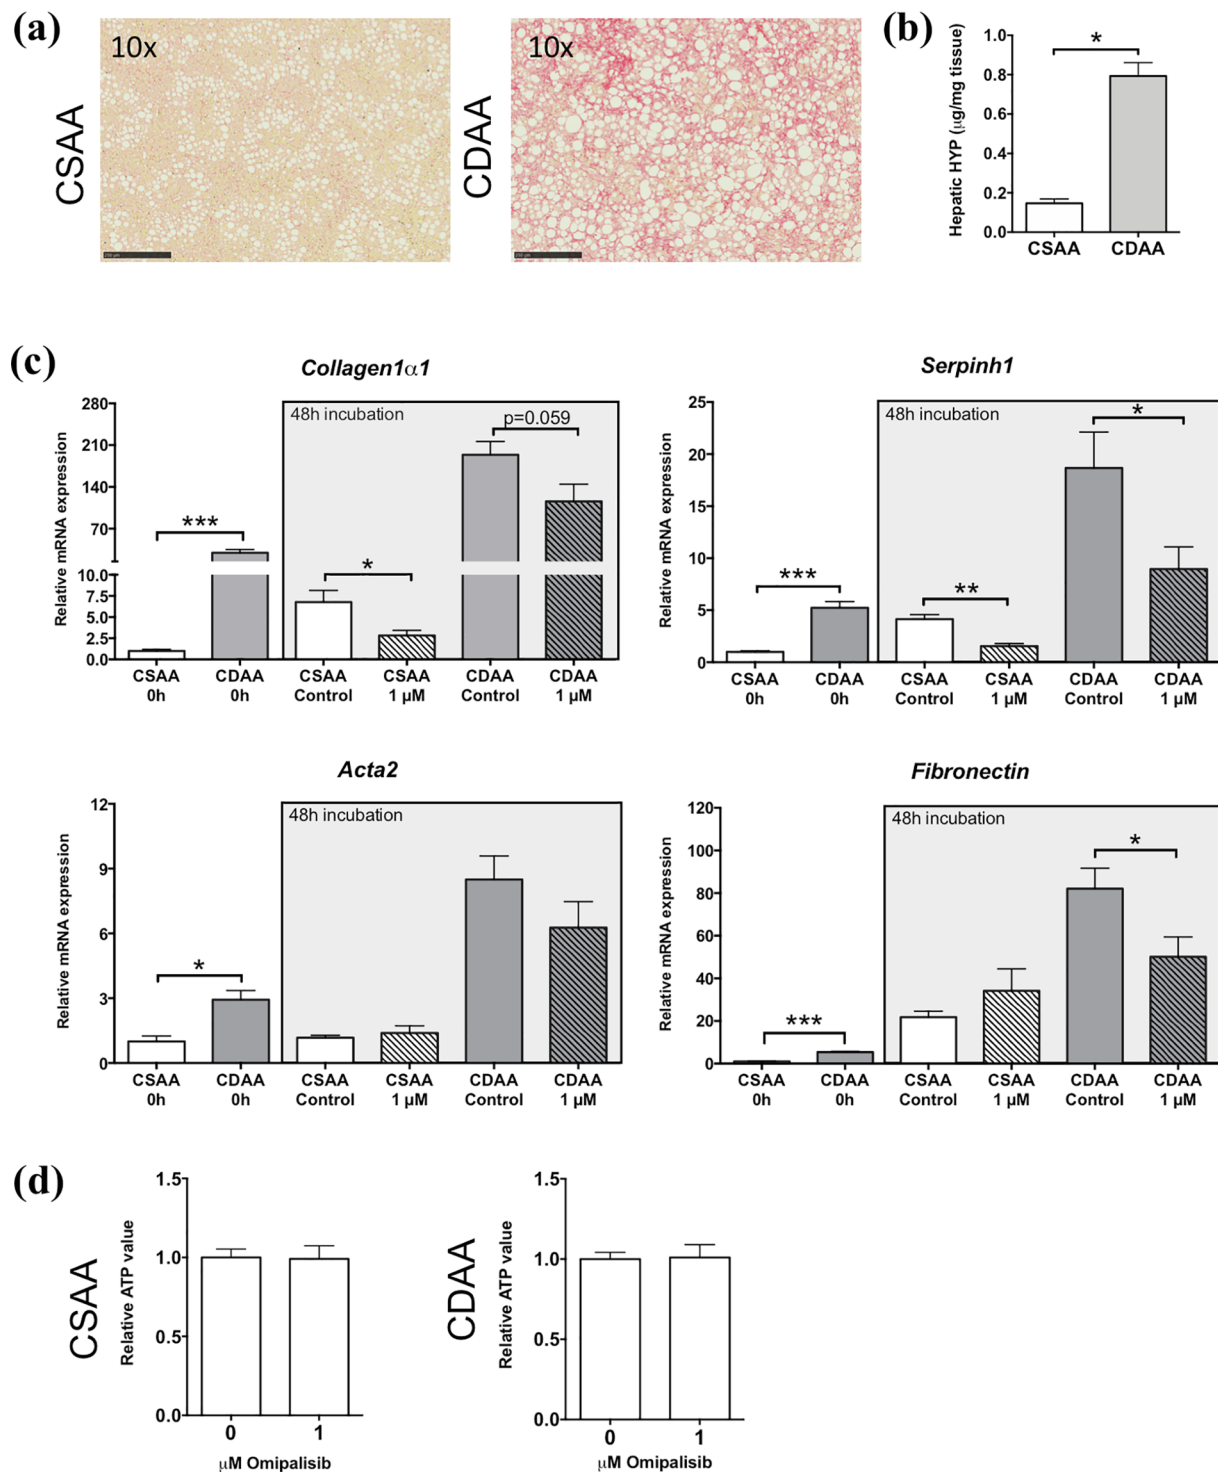 (a)
CSAA
10x
250 µm
CDAA
10x
250 µm
(b)
Hepatic HYP (µg/mg tissue)
1.0
0.8
0.6
0.4
0.2
0.0
*
CSAA CDAA
(c)
Collagen1α1
Relative mRNA expression
280
210
140
70
10.0
7.5
5.0
2.5
0.0
48h incubation
***
*
p=0.059
CSAA CDAA CSAA CSAA CDAA CDAA
0h 0h Control 1 µM Control 1 µM
Serpinh1
Relative mRNA expression
25
20
15
10
5
0
48h incubation
***
**
*
CSAA CDAA CSAA CSAA CDAA CDAA
0h 0h Control 1 µM Control 1 µM
Acta2
Relative mRNA expression
12
9
6
3
0
48h incubation
*
CSAA CDAA CSAA CSAA CDAA CDAA
0h 0h Control 1 µM Control 1 µM
Fibronectin
Relative mRNA expression
120
100
80
60
40
20
0
48h incubation
***
*
CSAA CDAA CSAA CSAA CDAA CDAA
0h 0h Control 1 µM Control 1 µM
(d)
CSAA
Relative ATP value
1.5
1.0
0.5
0.0
0 1
µM Omipalisib
CDAA
Relative ATP value
1.5
1.0
0.5
0.0
0 1
µM Omipalisib